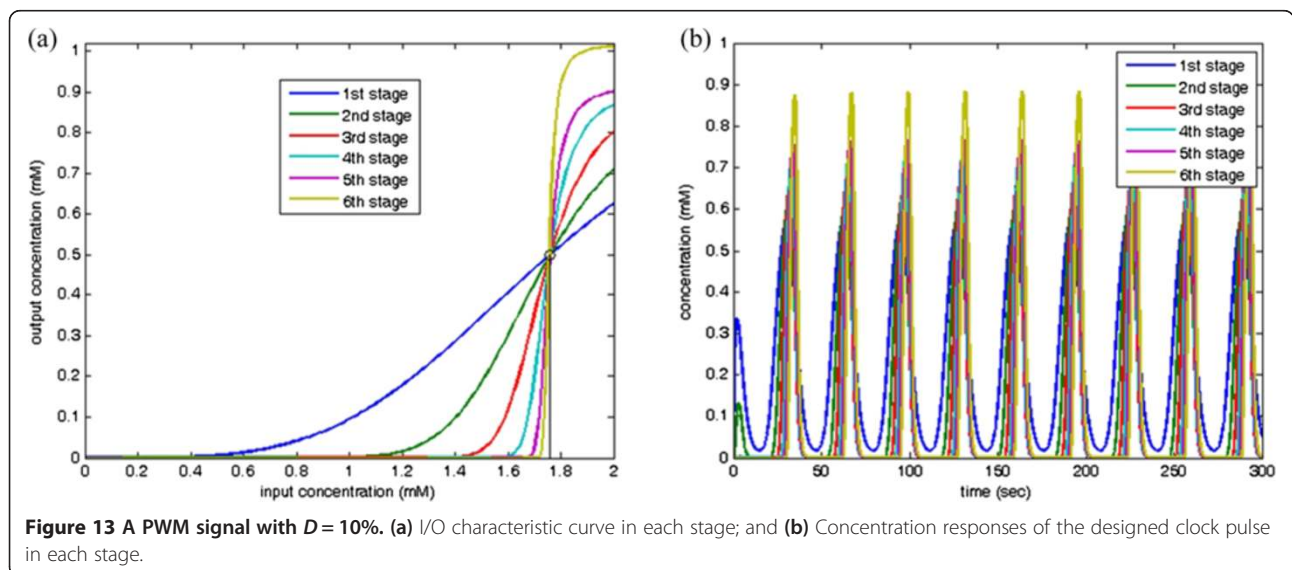 (a)
1
0.9
0.8
0.7
0.6
0.5
0.4
0.3
0.2
0.1
0
output concentration (mM)
1st stage
2nd stage
3rd stage
4th stage
5th stage
6th stage
0 0.2 0.4 0.6 0.8 1 1.2 1.4 1.6 1.8 2
input concentration (mM)
(b)
1
0.9
0.8
0.7
0.6
0.5
0.4
0.3
0.2
0.1
0
concentration (mM)
1st stage
2nd stage
3rd stage
4th stage
5th stage
6th stage
0 50 100 150 200 250 300
time (sec)
Figure 13 A PWM signal with D = 10%. (a) I/O characteristic curve in each stage; and (b) Concentration responses of the designed clock pulse
in each stage.